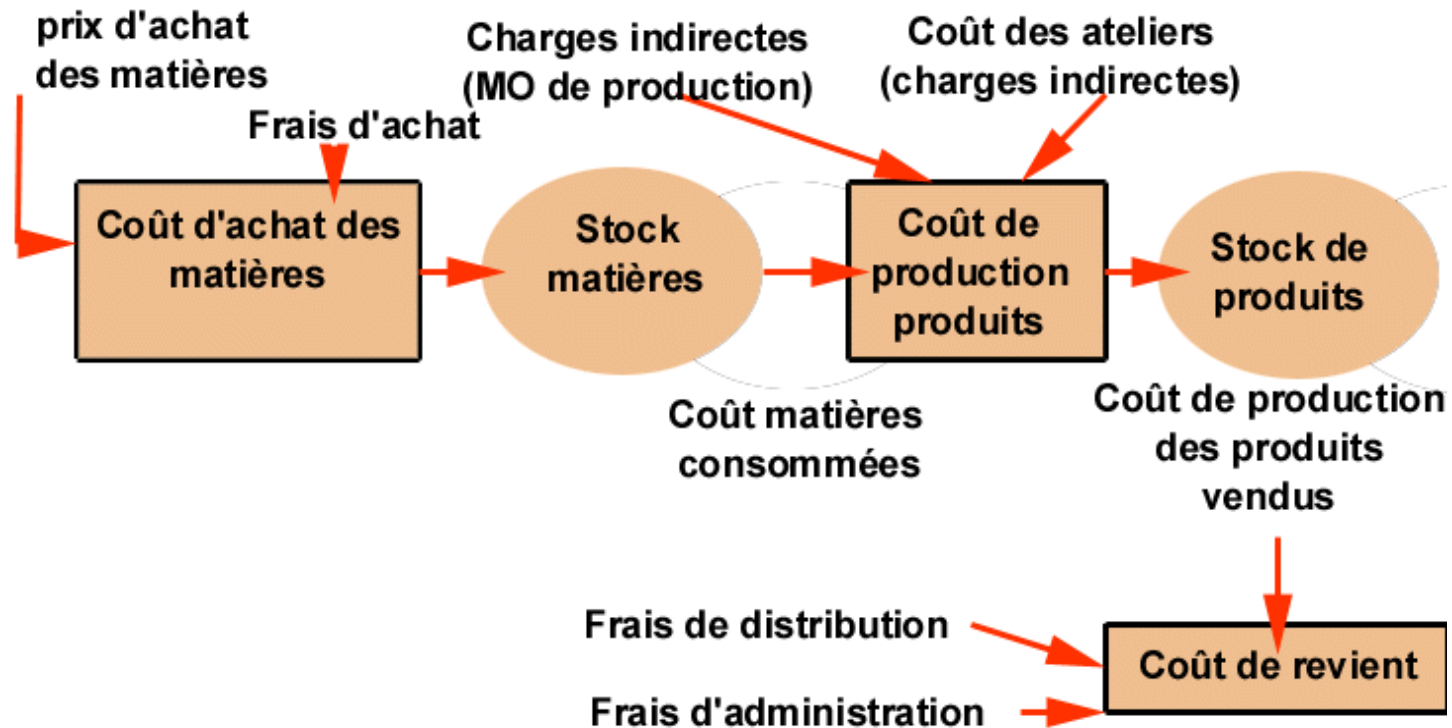 prix d'achat
des matières
Frais d'achat
Charges indirectes
(MO de production)
Coût des ateliers
(charges indirectes)
Coût d'achat des
matières
Stock
matières
Coût de
production
produits
Stock de
produits
Coût matières
consommées
Coût de production
des produits
vendus
Frais de distribution
Coût de revient
Frais d'administration